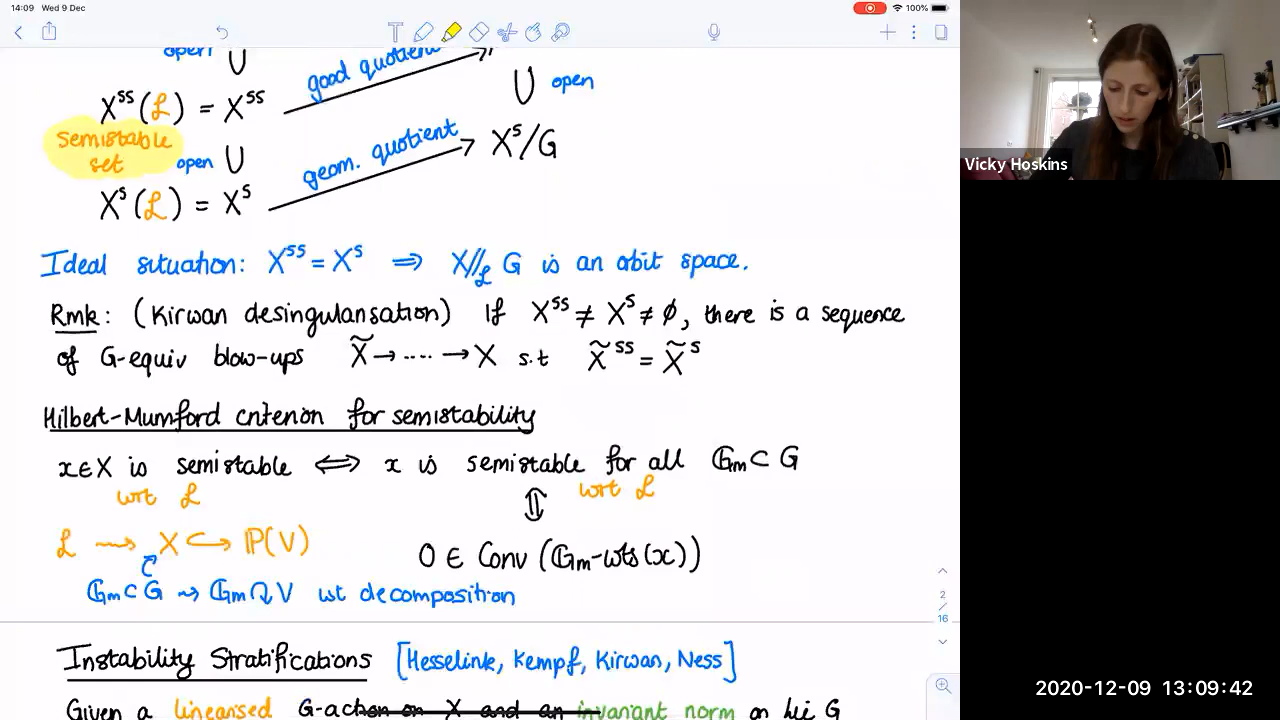 14:09 Wed 9 Dec
100%
open U
good quotient
U open
X^ss(L) = X^ss
semistable
set
open U
geom. quotient
X^s/G
X^s(L) = X^s
Ideal situation: X^ss = X^s ⇒ X//_L G is an orbit space.
Rmk: (Kirwan desingularisation) If X^ss ≠ X^s ≠ ∅, there is a sequence
of G-equiv blow-ups X̃ → .... → X s.t X̃^ss = X̃^s
Hilbert-Mumford criterion for semistability
x ∈ X is semistable ⇔ x is semistable for all 𝔾m ⊂ G
wrt L
wrt L
⇕
L ⇝ X ↪ ℙ(V)
0 ∈ Conv (𝔾m-wts(x))
𝔾m ⊂ G ⇝ 𝔾m ↷ V wt decomposition
2
/
16
Instability Stratifications [Hesselink, Kempf, Kirwan, Ness]
Given a linearised G-action on X and an invariant norm on Lie G
Vicky Hoskins
2020-12-09 13:09:42